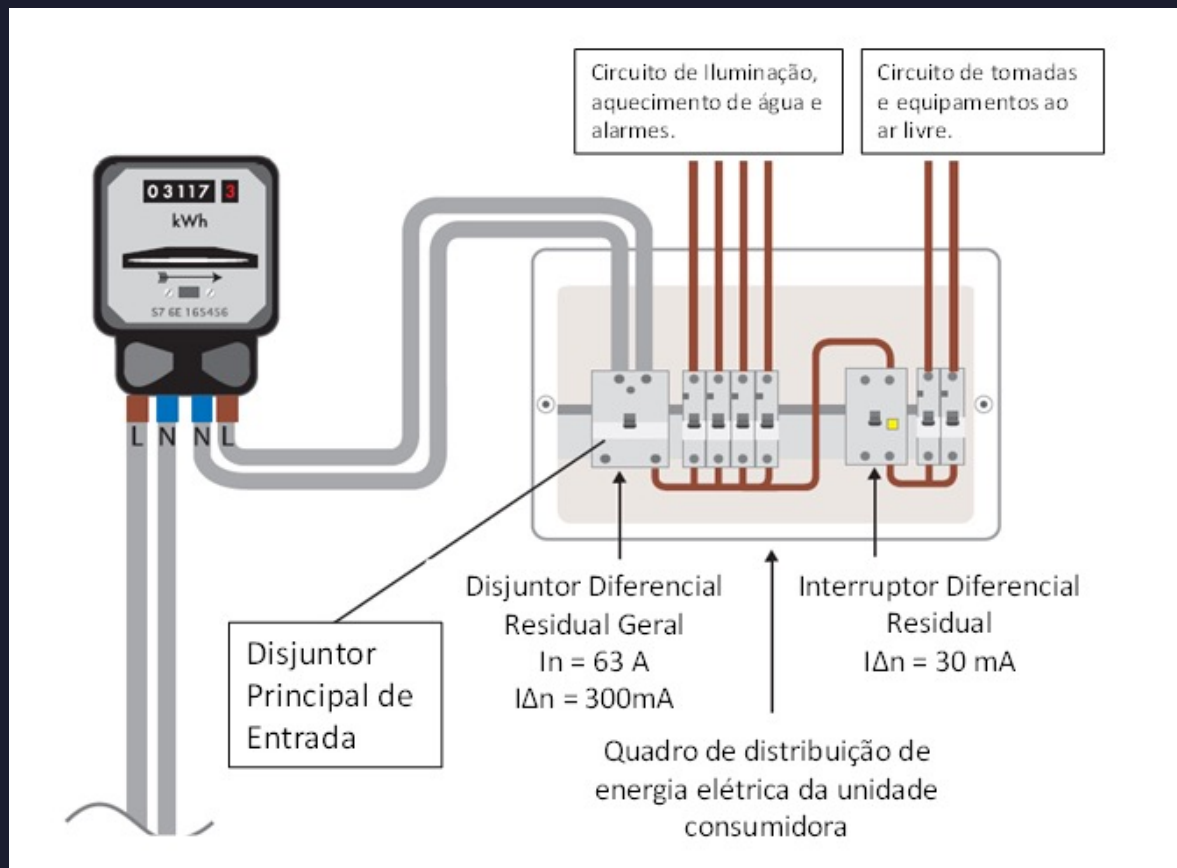 Circuito de Iluminação,
aquecimento de água e
alarmes.
Circuito de tomadas
e equipamentos ao
ar livre.
03117 3
kWh
S7 6E 165456
L N N L
Disjuntor
Principal de
Entrada
Disjuntor Diferencial
Residual Geral
In = 63 A
IΔn = 300mA
Interruptor Diferencial
Residual
IΔn = 30 mA
Quadro de distribuição de
energia elétrica da unidade
consumidora